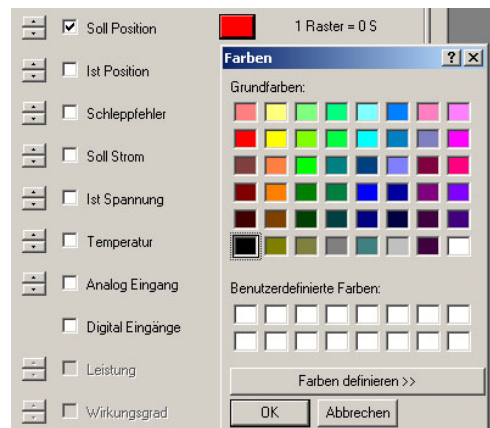 Soll Position
1 Raster = 0 S
Ist Position
Schleppfehler
Soll Strom
Ist Spannung
Temperatur
Analog Eingang
Digital Eingänge
Leistung
Wirkungsgrad
Farben
Grundfarben:
Benutzerdefinierte Farben:
Farben definieren >>
OK
Abbrechen